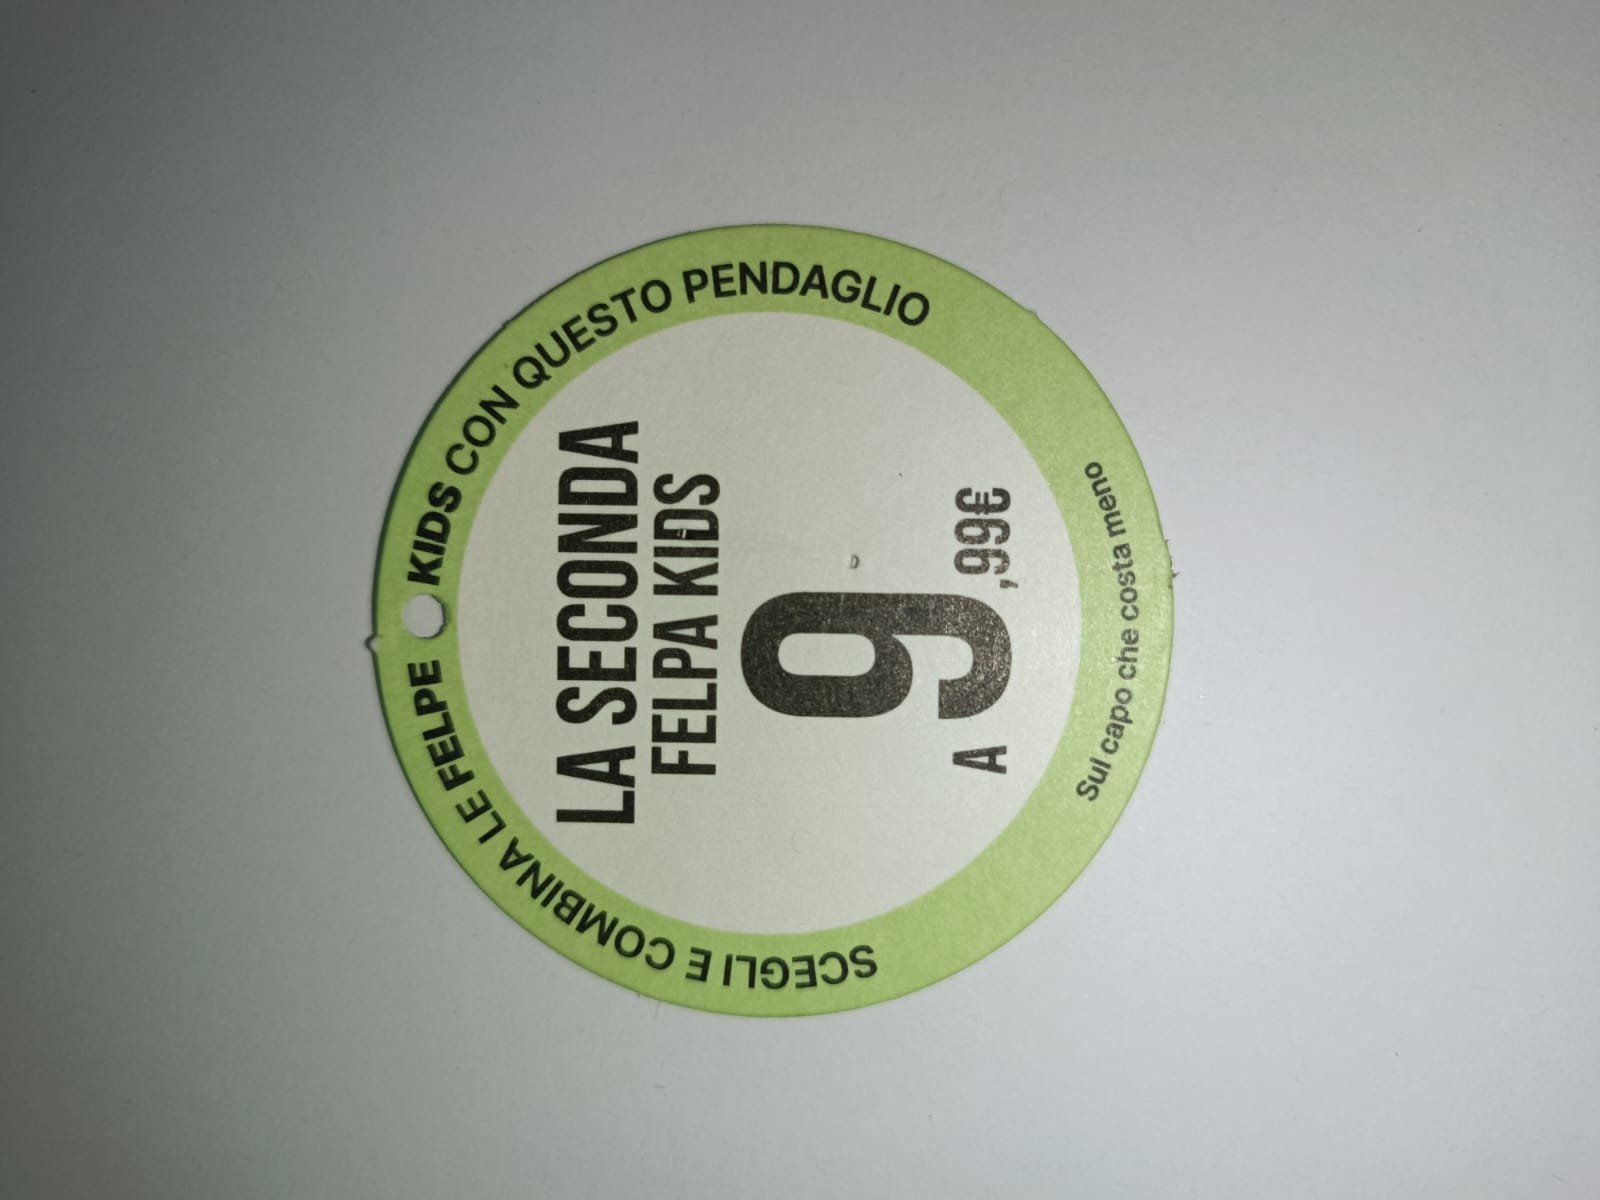 SCEGLI E COMBINA LE FELPE KIDS CON QUESTO PENDAGLIO
LA SECONDA
FELPA KIDS
A 9,99€
Sul capo che costa meno